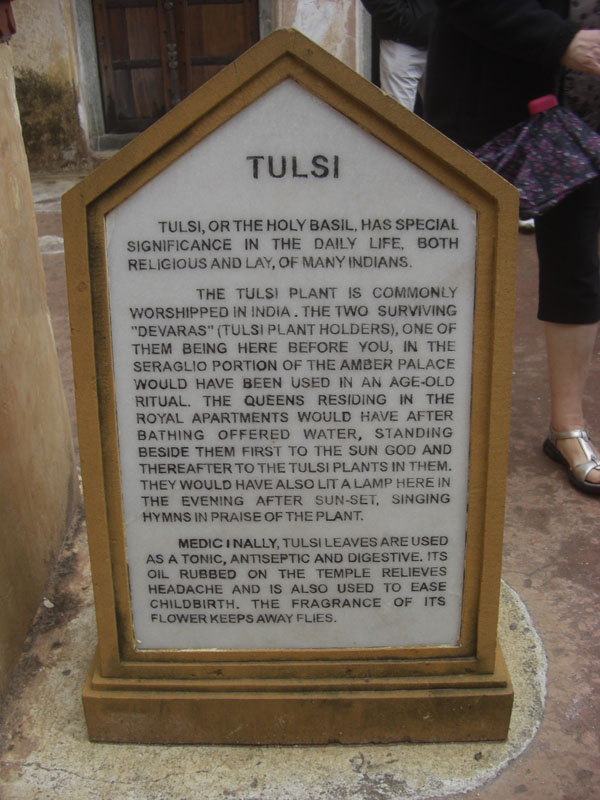 TULSI
TULSI, OR THE HOLY BASIL, HAS SPECIAL
SIGNIFICANCE IN THE DAILY LIFE, BOTH
RELIGIOUS AND LAY, OF MANY INDIANS.
THE TULSI PLANT IS COMMONLY
WORSHIPPED IN INDIA. THE TWO SURVIVING
"DEVARAS" (TULSI PLANT HOLDERS), ONE OF
THEM BEING HERE BEFORE YOU, IN THE
SERAGLIO PORTION OF THE AMBER PALACE
WOULD HAVE BEEN USED IN AN AGE-OLD
RITUAL. THE QUEENS RESIDING IN THE
ROYAL APARTMENTS WOULD HAVE AFTER
BATHING OFFERED WATER, STANDING
BESIDE THEM FIRST TO THE SUN GOD AND
THEREAFTER TO THE TULSI PLANTS IN THEM.
THEY WOULD HAVE ALSO LIT A LAMP HERE IN
THE EVENING AFTER SUN-SET, SINGING
HYMNS IN PRAISE OF THE PLANT.
MEDICINALLY, TULSI LEAVES ARE USED
AS A TONIC, ANTISEPTIC AND DIGESTIVE. ITS
OIL RUBBED ON THE TEMPLE RELIEVES
HEADACHE AND IS ALSO USED TO EASE
CHILDBIRTH. THE FRAGRANCE OF ITS
FLOWER KEEPS AWAY FLIES.